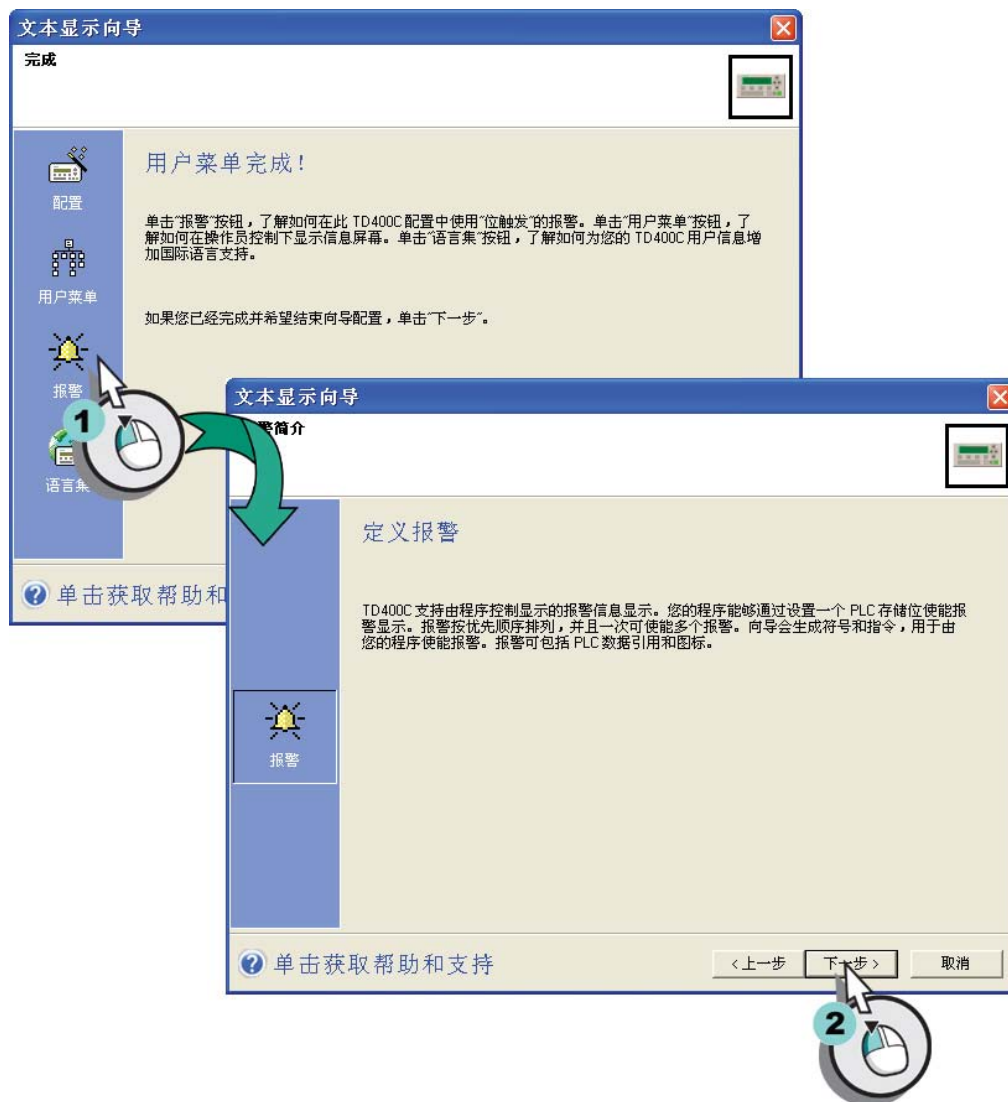 文本显示向导
完成
配置
用户菜单
报警
语言集
用户菜单完成！
单击“报警”按钮，了解如何在此 TD400C 配置中使用“位触发”的报警。单击“用户菜单”按钮，了
解如何在操作员控制下显示信息屏幕。单击“语言集”按钮，了解如何为您的 TD400C 用户信息增
加国际语言支持。
如果您已经完成并希望结束向导配置，单击“下一步”。
单击获取帮助和
1
文本显示向导
警简介
报警
定义报警
TD400C 支持由程序控制显示的报警信息显示。您的程序能够通过设置一个 PLC 存储位使能报
警显示。报警按优先顺序排列，并且一次可使能多个报警。向导会生成符号和指令，用于由
您的程序使能报警。报警可包括 PLC 数据引用和图标。
单击获取帮助和支持
<上一步
下一步>
取消
2